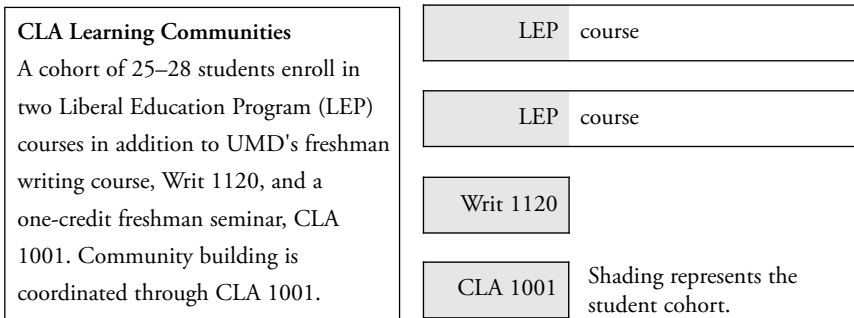 CLA Learning Communities
A cohort of 25–28 students enroll in
two Liberal Education Program (LEP)
courses in addition to UMD's freshman
writing course, Writ 1120, and a
one-credit freshman seminar, CLA
1001. Community building is
coordinated through CLA 1001.
LEP course
LEP course
Writ 1120
CLA 1001
Shading represents the
student cohort.